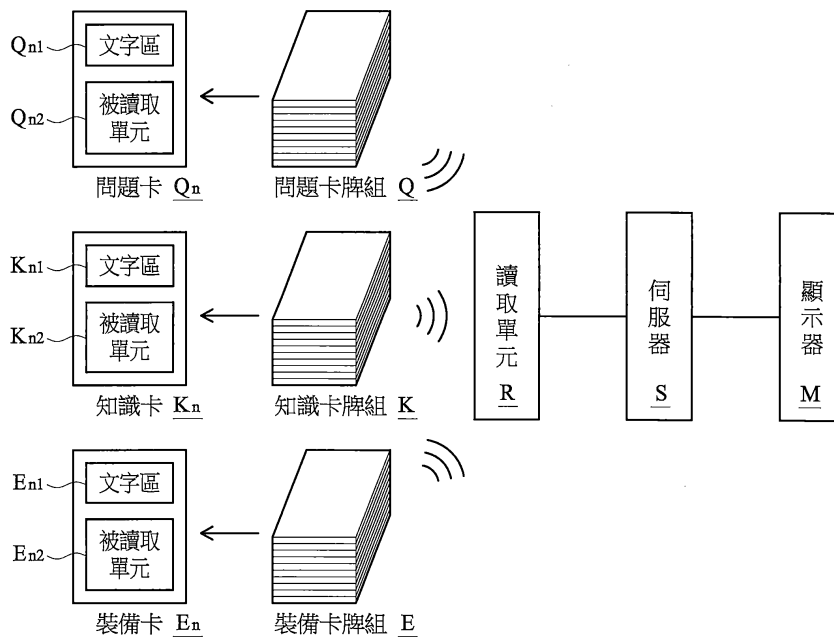 Qn1
文字區
Qn2
被讀取
單元
問題卡 Qn
問題卡牌組 Q
Kn1
文字區
Kn2
被讀取
單元
知識卡 Kn
知識卡牌組 K
En1
文字區
En2
被讀取
單元
裝備卡 En
裝備卡牌組 E
讀取單元 R
伺服器 S
顯示器 M